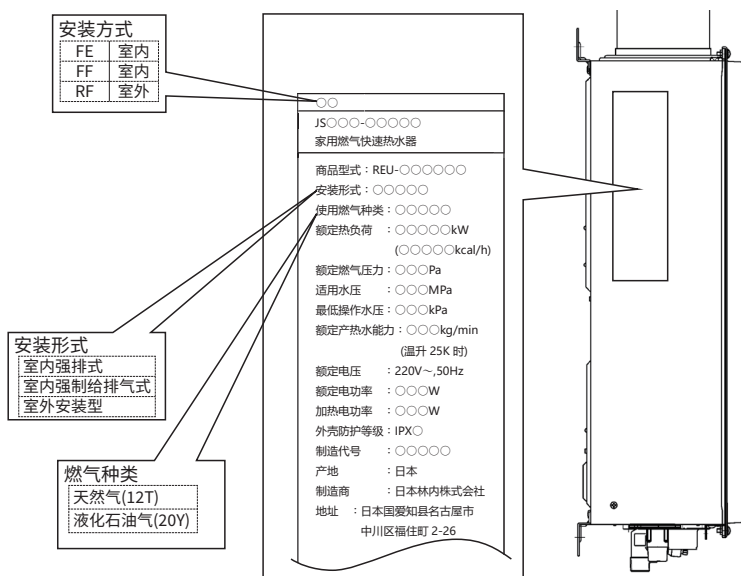 安装方式
FE 室内
FF 室内
RF 室外
○○
JS○○○-○○○○○
家用燃气快速热水器
商品型式：REU-○○○○○○
安装形式：○○○○○
使用燃气种类：○○○○○
额定热负荷 ：○○○○○kW
(○○○○○kcal/h)
额定燃气压力：○○○Pa
适用水压 ：○○○MPa
最低操作水压：○○○kPa
额定产热水能力：○○○kg/min
(温升 25K 时)
额定电压 ：220V～,50Hz
额定电功率 ：○○○W
加热电功率 ：○○○W
外壳防护等级：IPX○
制造代号 ：○○○○○
产地 ：日本
制造商 ：日本林内株式会社
地址 ：日本国爱知县名古屋市
中川区福住町 2-26
安装形式
室内强排式
室内强制给排气式
室外安装型
燃气种类
天然气(12T)
液化石油气(20Y)